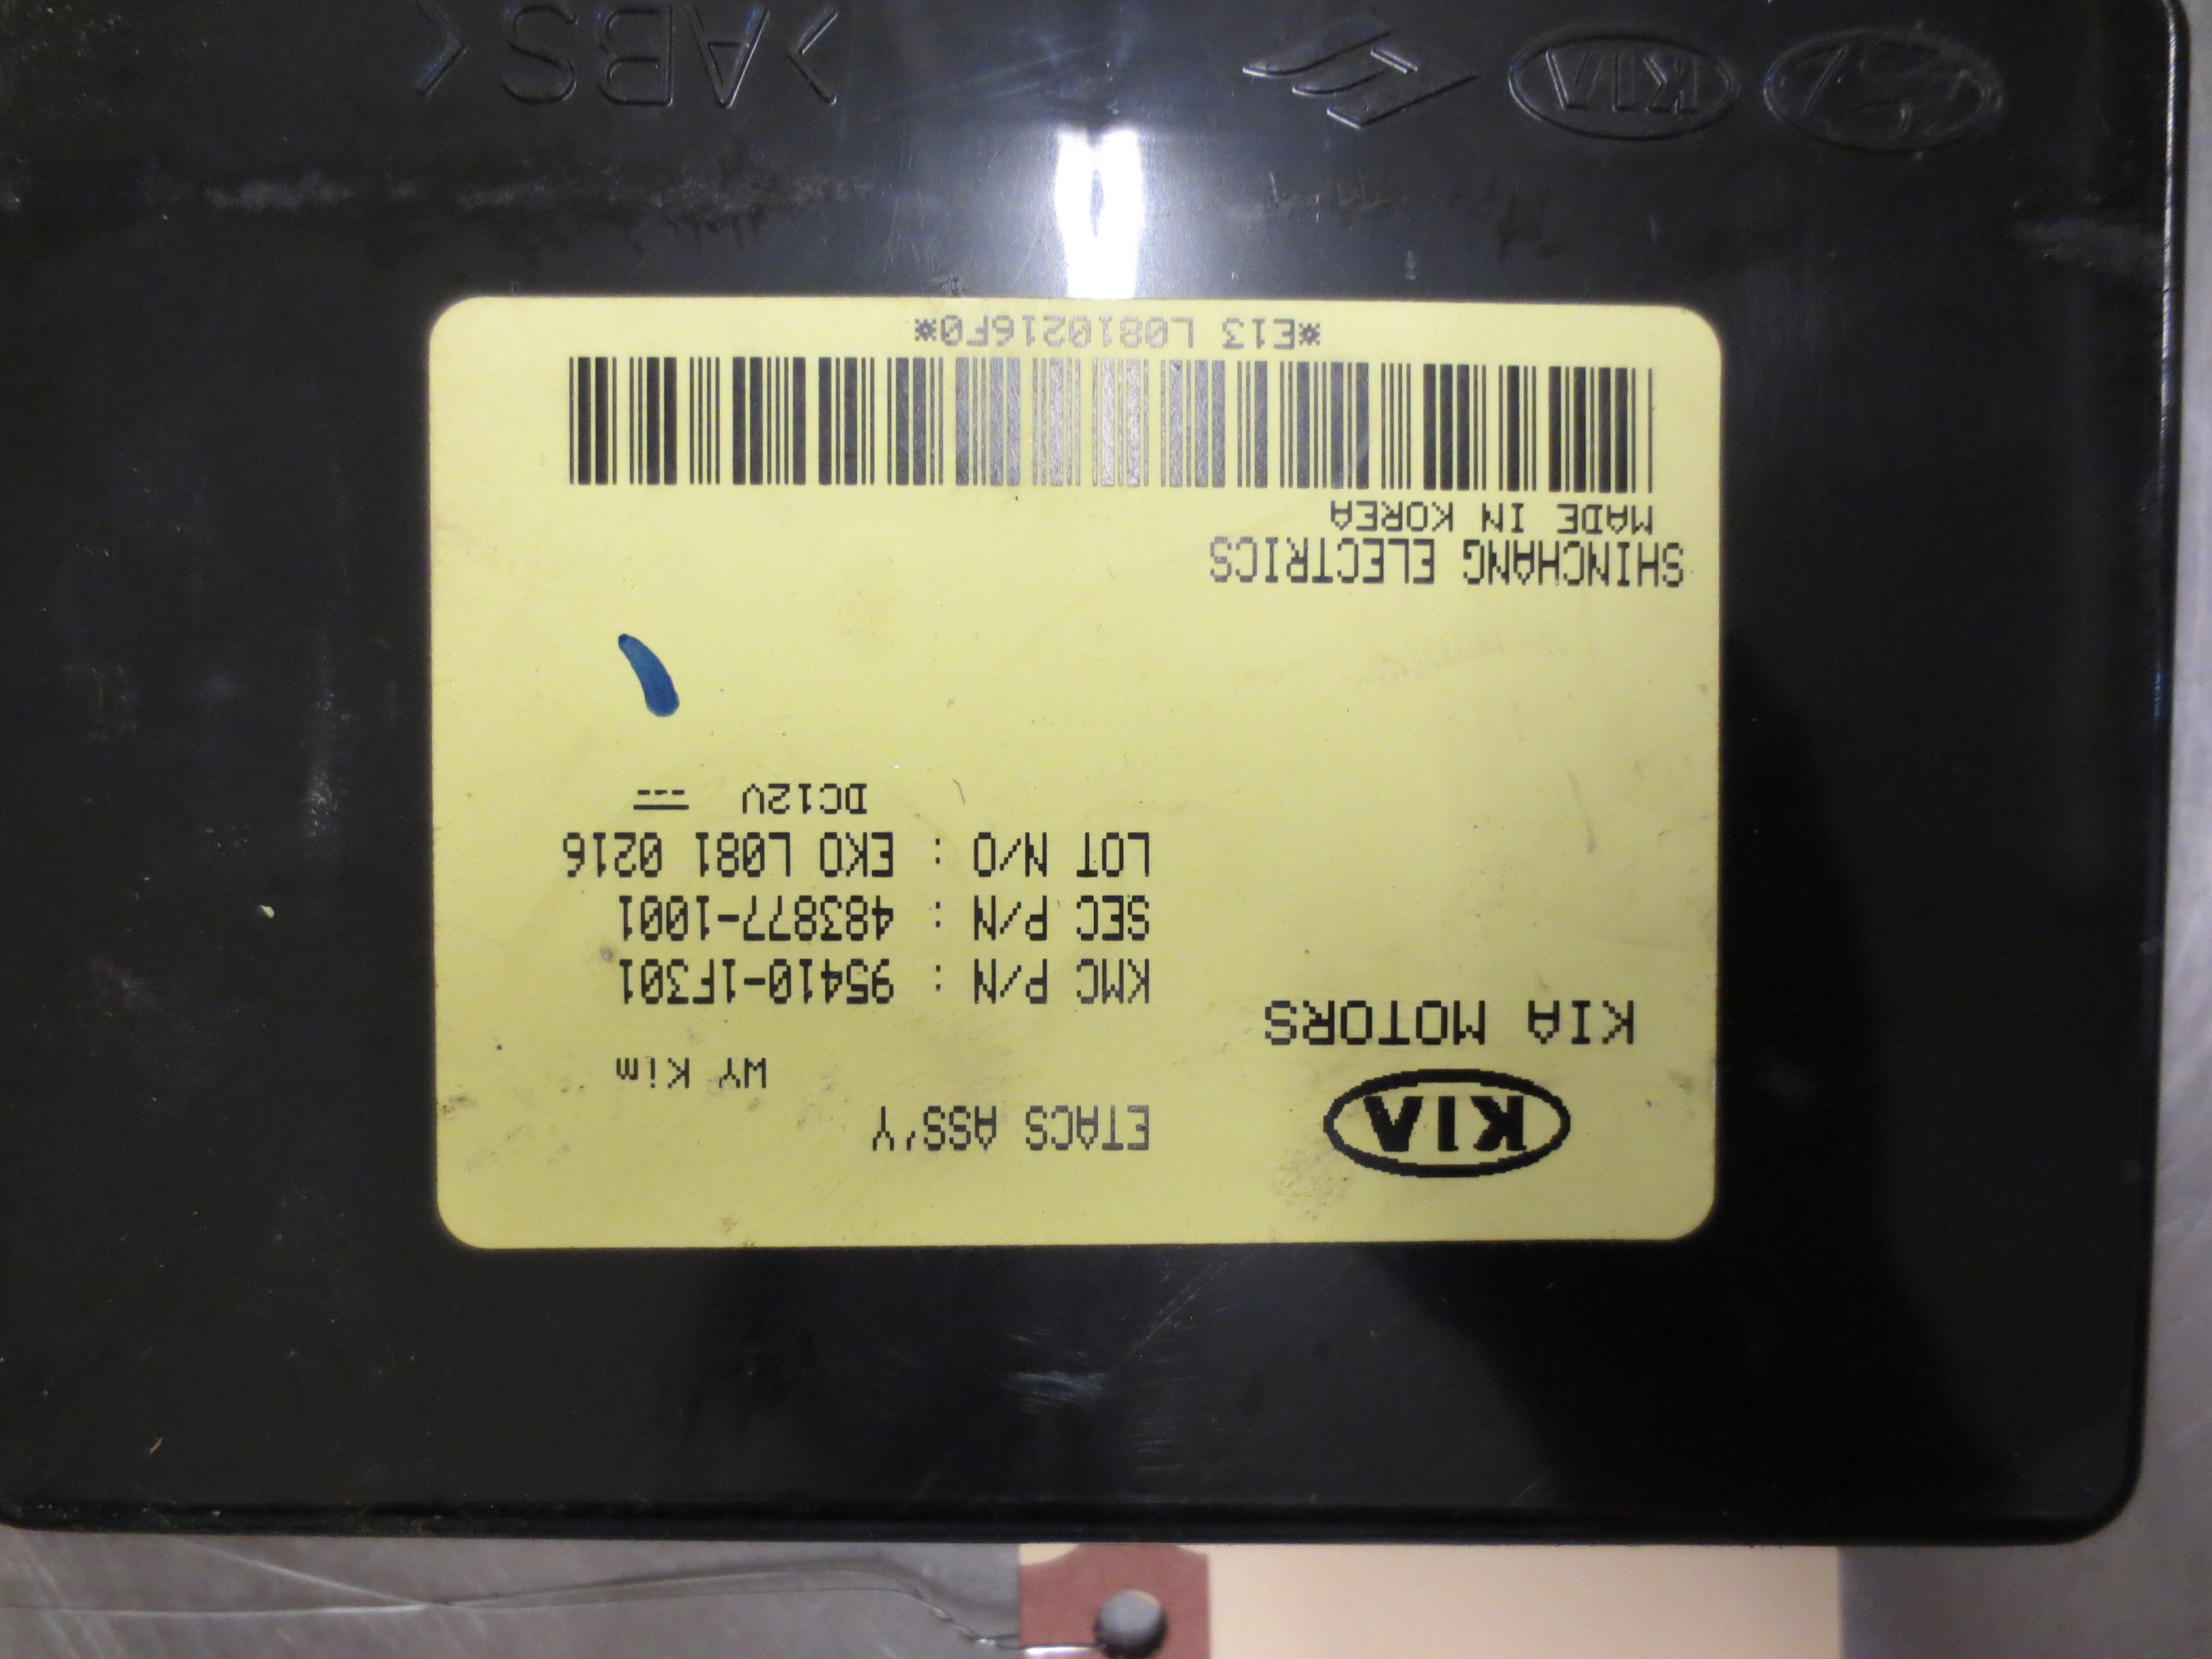 KIA
ETACS ASS'Y
WY Kim
KIA MOTORS
KMC P/N : 95410-1F301
SEC P/N : 483877-1001
LOT N/O : EKO L081 0216
DC12V
SHINCHANG ELECTRICS
MADE IN KOREA
*E13 L0810216F0*
KIA
>ABS<